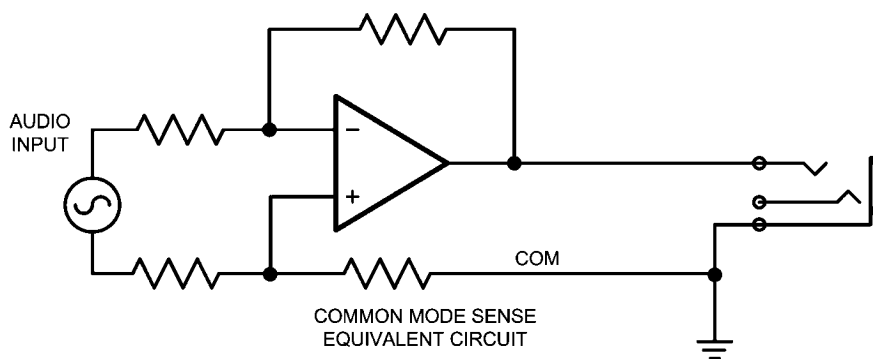 AUDIO
INPUT
−
+
COM
COMMON MODE SENSE
EQUIVALENT CIRCUIT